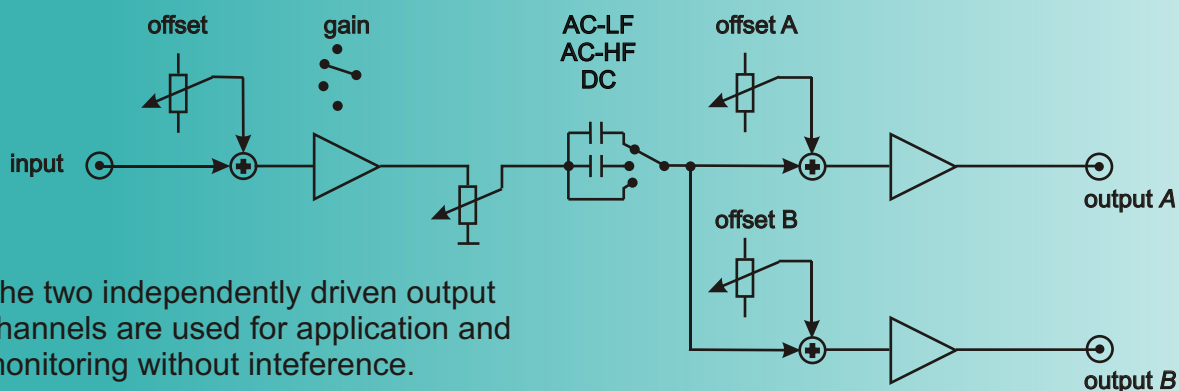 offset
gain
AC-LF
AC-HF
DC
offset A
input
output A
offset B
he two independently driven output
hannels are used for application and
onitoring without inteference.
output B